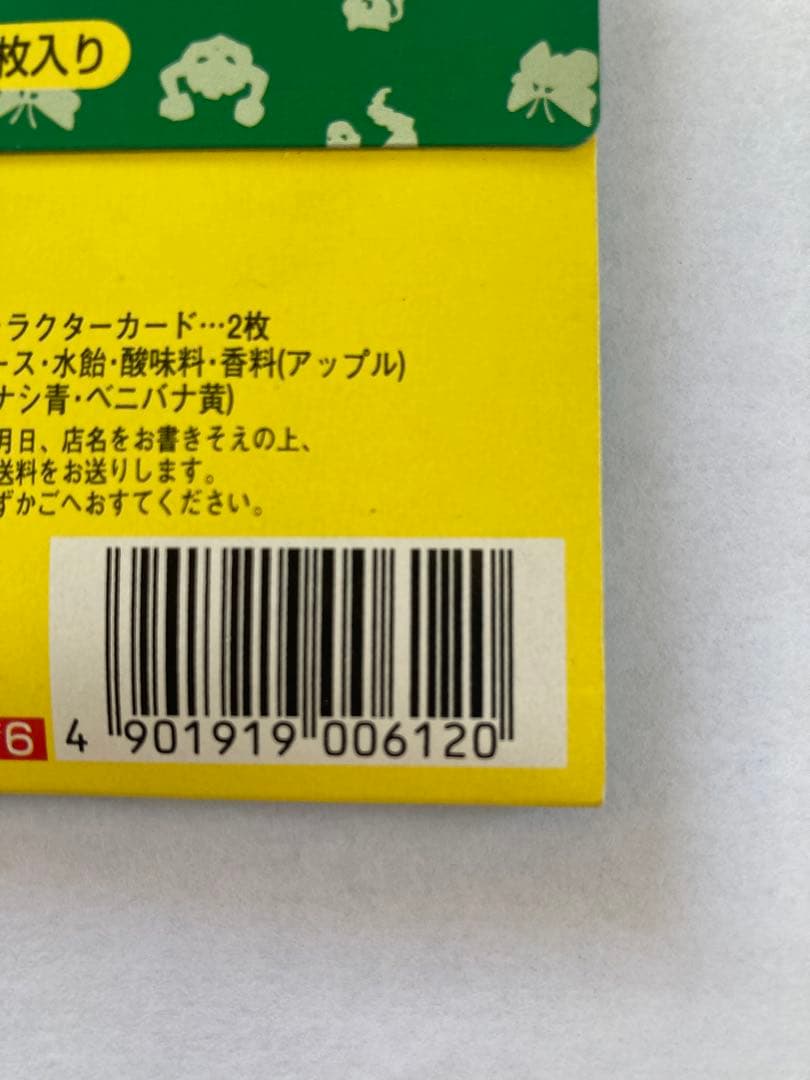 枚入り
ラクターカード…2枚
ース・水飴・酸味料・香料(アップル)
ナシ青・ベニバナ黄)
月日、店名をお書きそえの上、
送料をお送りします。
ずかごへおすてください。
6
4 901919 006120